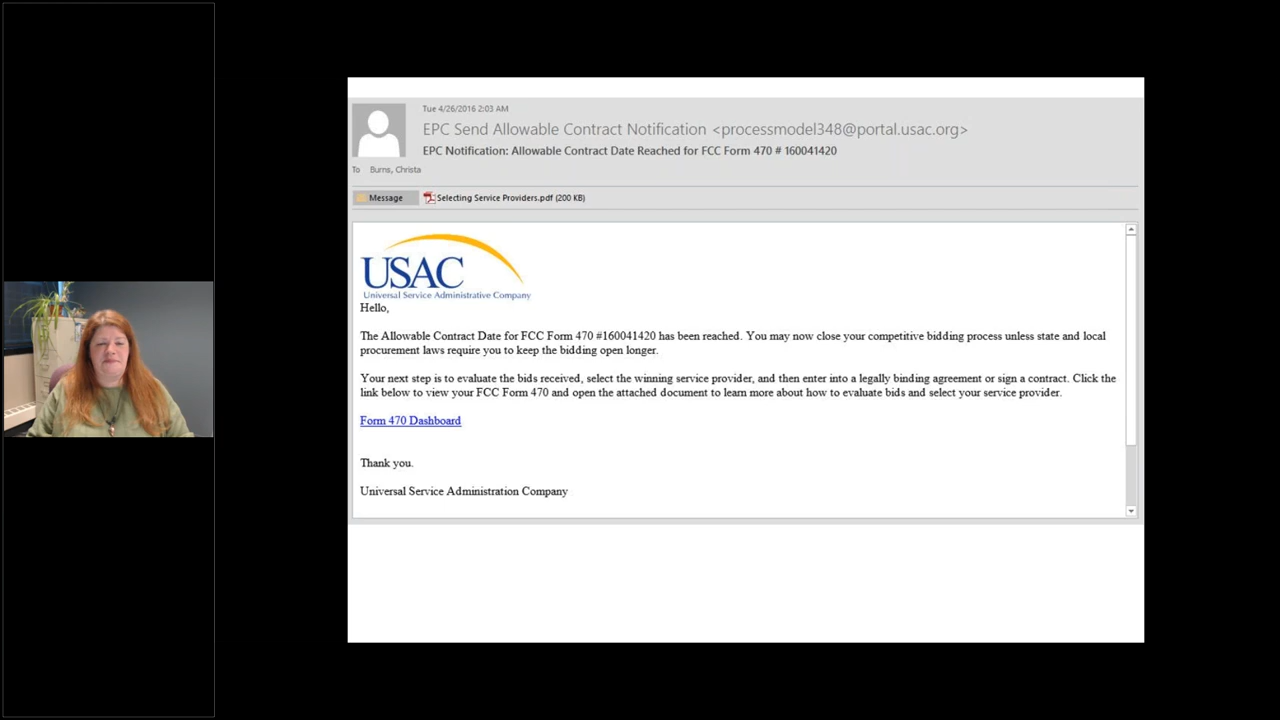 Tue 4/26/2016 2:03 AM
EPC Send Allowable Contract Notification <processmodel348@portal.usac.org>
EPC Notification: Allowable Contract Date Reached for FCC Form 470 # 160041420
To Burns, Christa
Message Selecting Service Providers.pdf (200 KB)
USAC
Universal Service Administrative Company
Hello,
The Allowable Contract Date for FCC Form 470 #160041420 has been reached. You may now close your competitive bidding process unless state and local
procurement laws require you to keep the bidding open longer.
Your next step is to evaluate the bids received, select the winning service provider, and then enter into a legally binding agreement or sign a contract. Click the
link below to view your FCC Form 470 and open the attached document to learn more about how to evaluate bids and select your service provider.
Form 470 Dashboard
Thank you.
Universal Service Administration Company